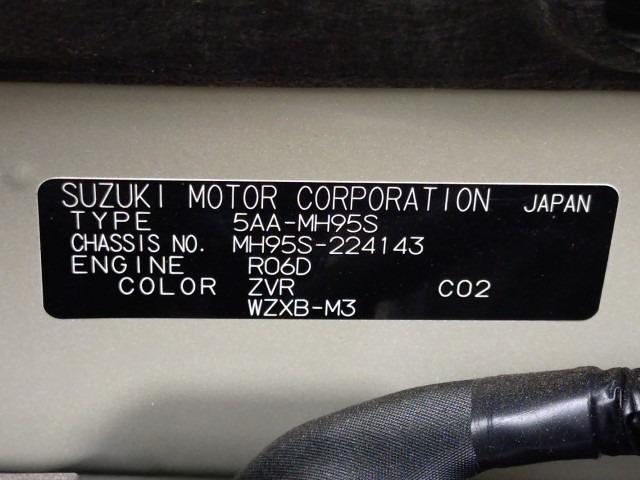 SUZUKI MOTOR CORPORATION JAPAN
TYPE 5AA-MH95S
CHASSIS NO. MH95S-224143
ENGINE R06D
COLOR ZVR C02
WZXB-M3